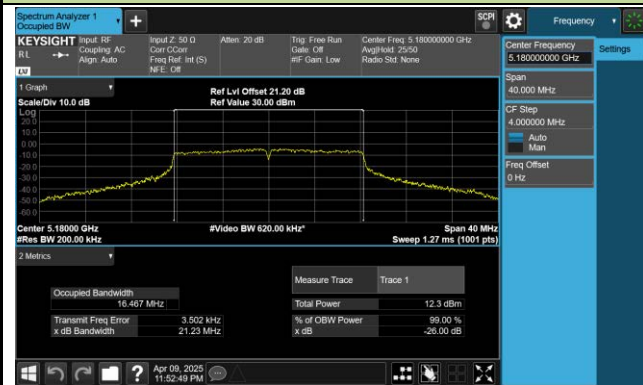 Spectrum Analyzer 1
Occupied BW
SCPI
Frequency
KEYSIGHT
Input: RF
Coupling: AC
Align: Auto
Input Z: 50 Ω
Corr CCorr
Freq Ref: Int (S)
NFE: Off
Atten: 20 dB
Trig: Free Run
Gate: Off
#IF Gain: Low
Center Freq: 5.180000000 GHz
Avg|Hold: 25/50
Radio Std: None
RL
LXI
Center Frequency
5.180000000 GHz
Settings
Span
40.000 MHz
CF Step
4.000000 MHz
Auto
Man
Freq Offset
0 Hz
1 Graph
Scale/Div 10.0 dB
Ref Lvl Offset 21.20 dB
Ref Value 30.00 dBm
Log
20.0
10.0
0.00
-10.0
-20.0
-30.0
-40.0
-50.0
-60.0
Center 5.18000 GHz
#Video BW 620.00 kHz*
Span 40 MHz
#Res BW 200.00 kHz
Sweep 1.27 ms (1001 pts)
2 Metrics
Measure Trace
Trace 1
Occupied Bandwidth
16.467 MHz
Total Power
12.3 dBm
Transmit Freq Error
3.502 kHz
% of OBW Power
99.00 %
x dB Bandwidth
21.23 MHz
x dB
-26.00 dB
?
Apr 09, 2025
11:52:49 PM